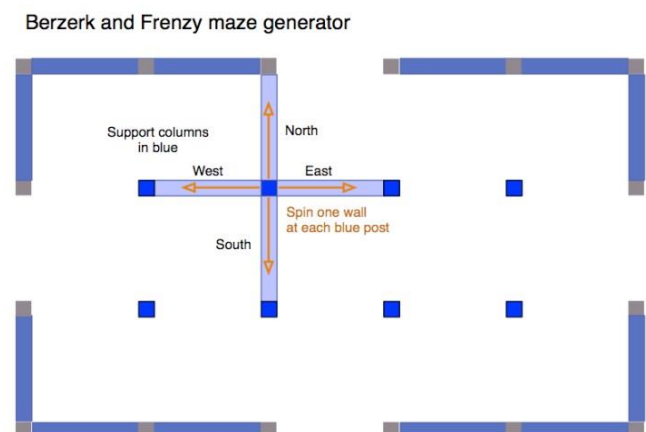 Berzerk and Frenzy maze generator
Support columns
in blue
North
West
East
Spin one wall
at each blue post
South